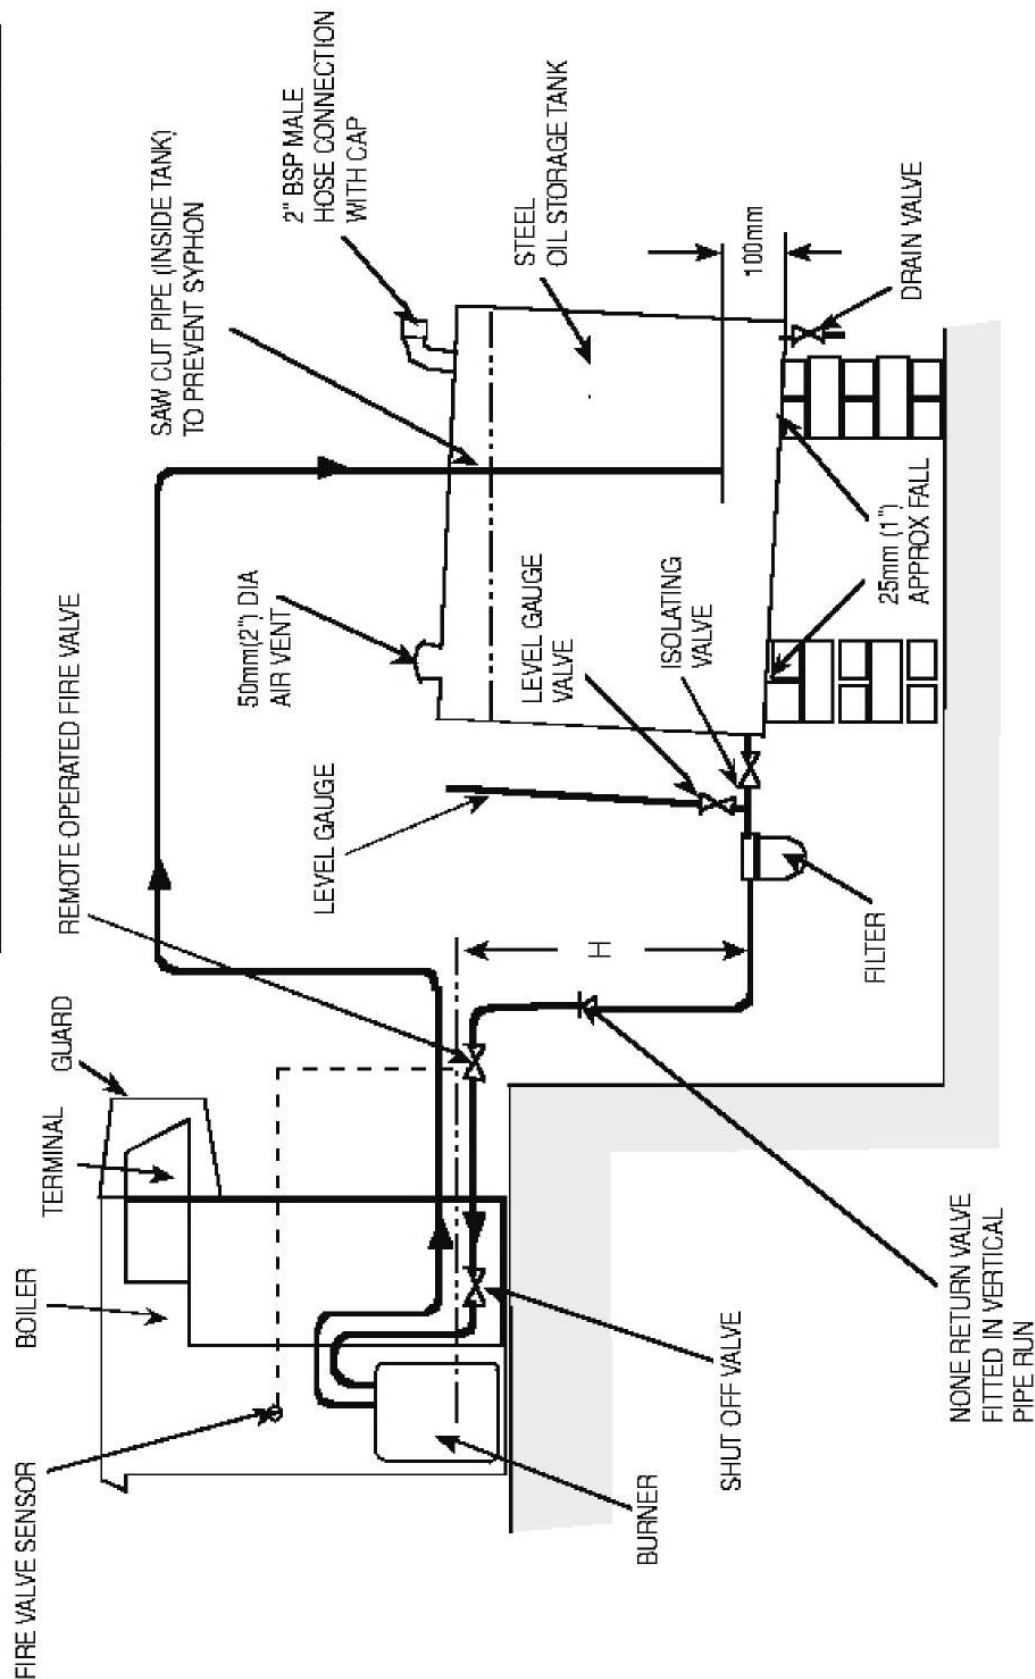 FIRE VALVE SENSOR
BOILER
TERMINAL
GUARD
REMOTE OPERATED FIRE VALVE
50mm(2") DIA
AIR VENT
SAW CUT PIPE (INSIDE TANK)
TO PREVENT SYPHON
2" BSP MALE
HOSE CONNECTION
WITH CAP
LEVEL GAUGE
LEVEL GAUGE
VALVE
STEEL
OIL STORAGE TANK
ISOLATING
VALVE
100mm
H
BURNER
SHUT OFF VALVE
FILTER
25mm (1")
APPROX FALL
DRAIN VALVE
NONE RETURN VALVE
FITTED IN VERTICAL
PIPE RUN